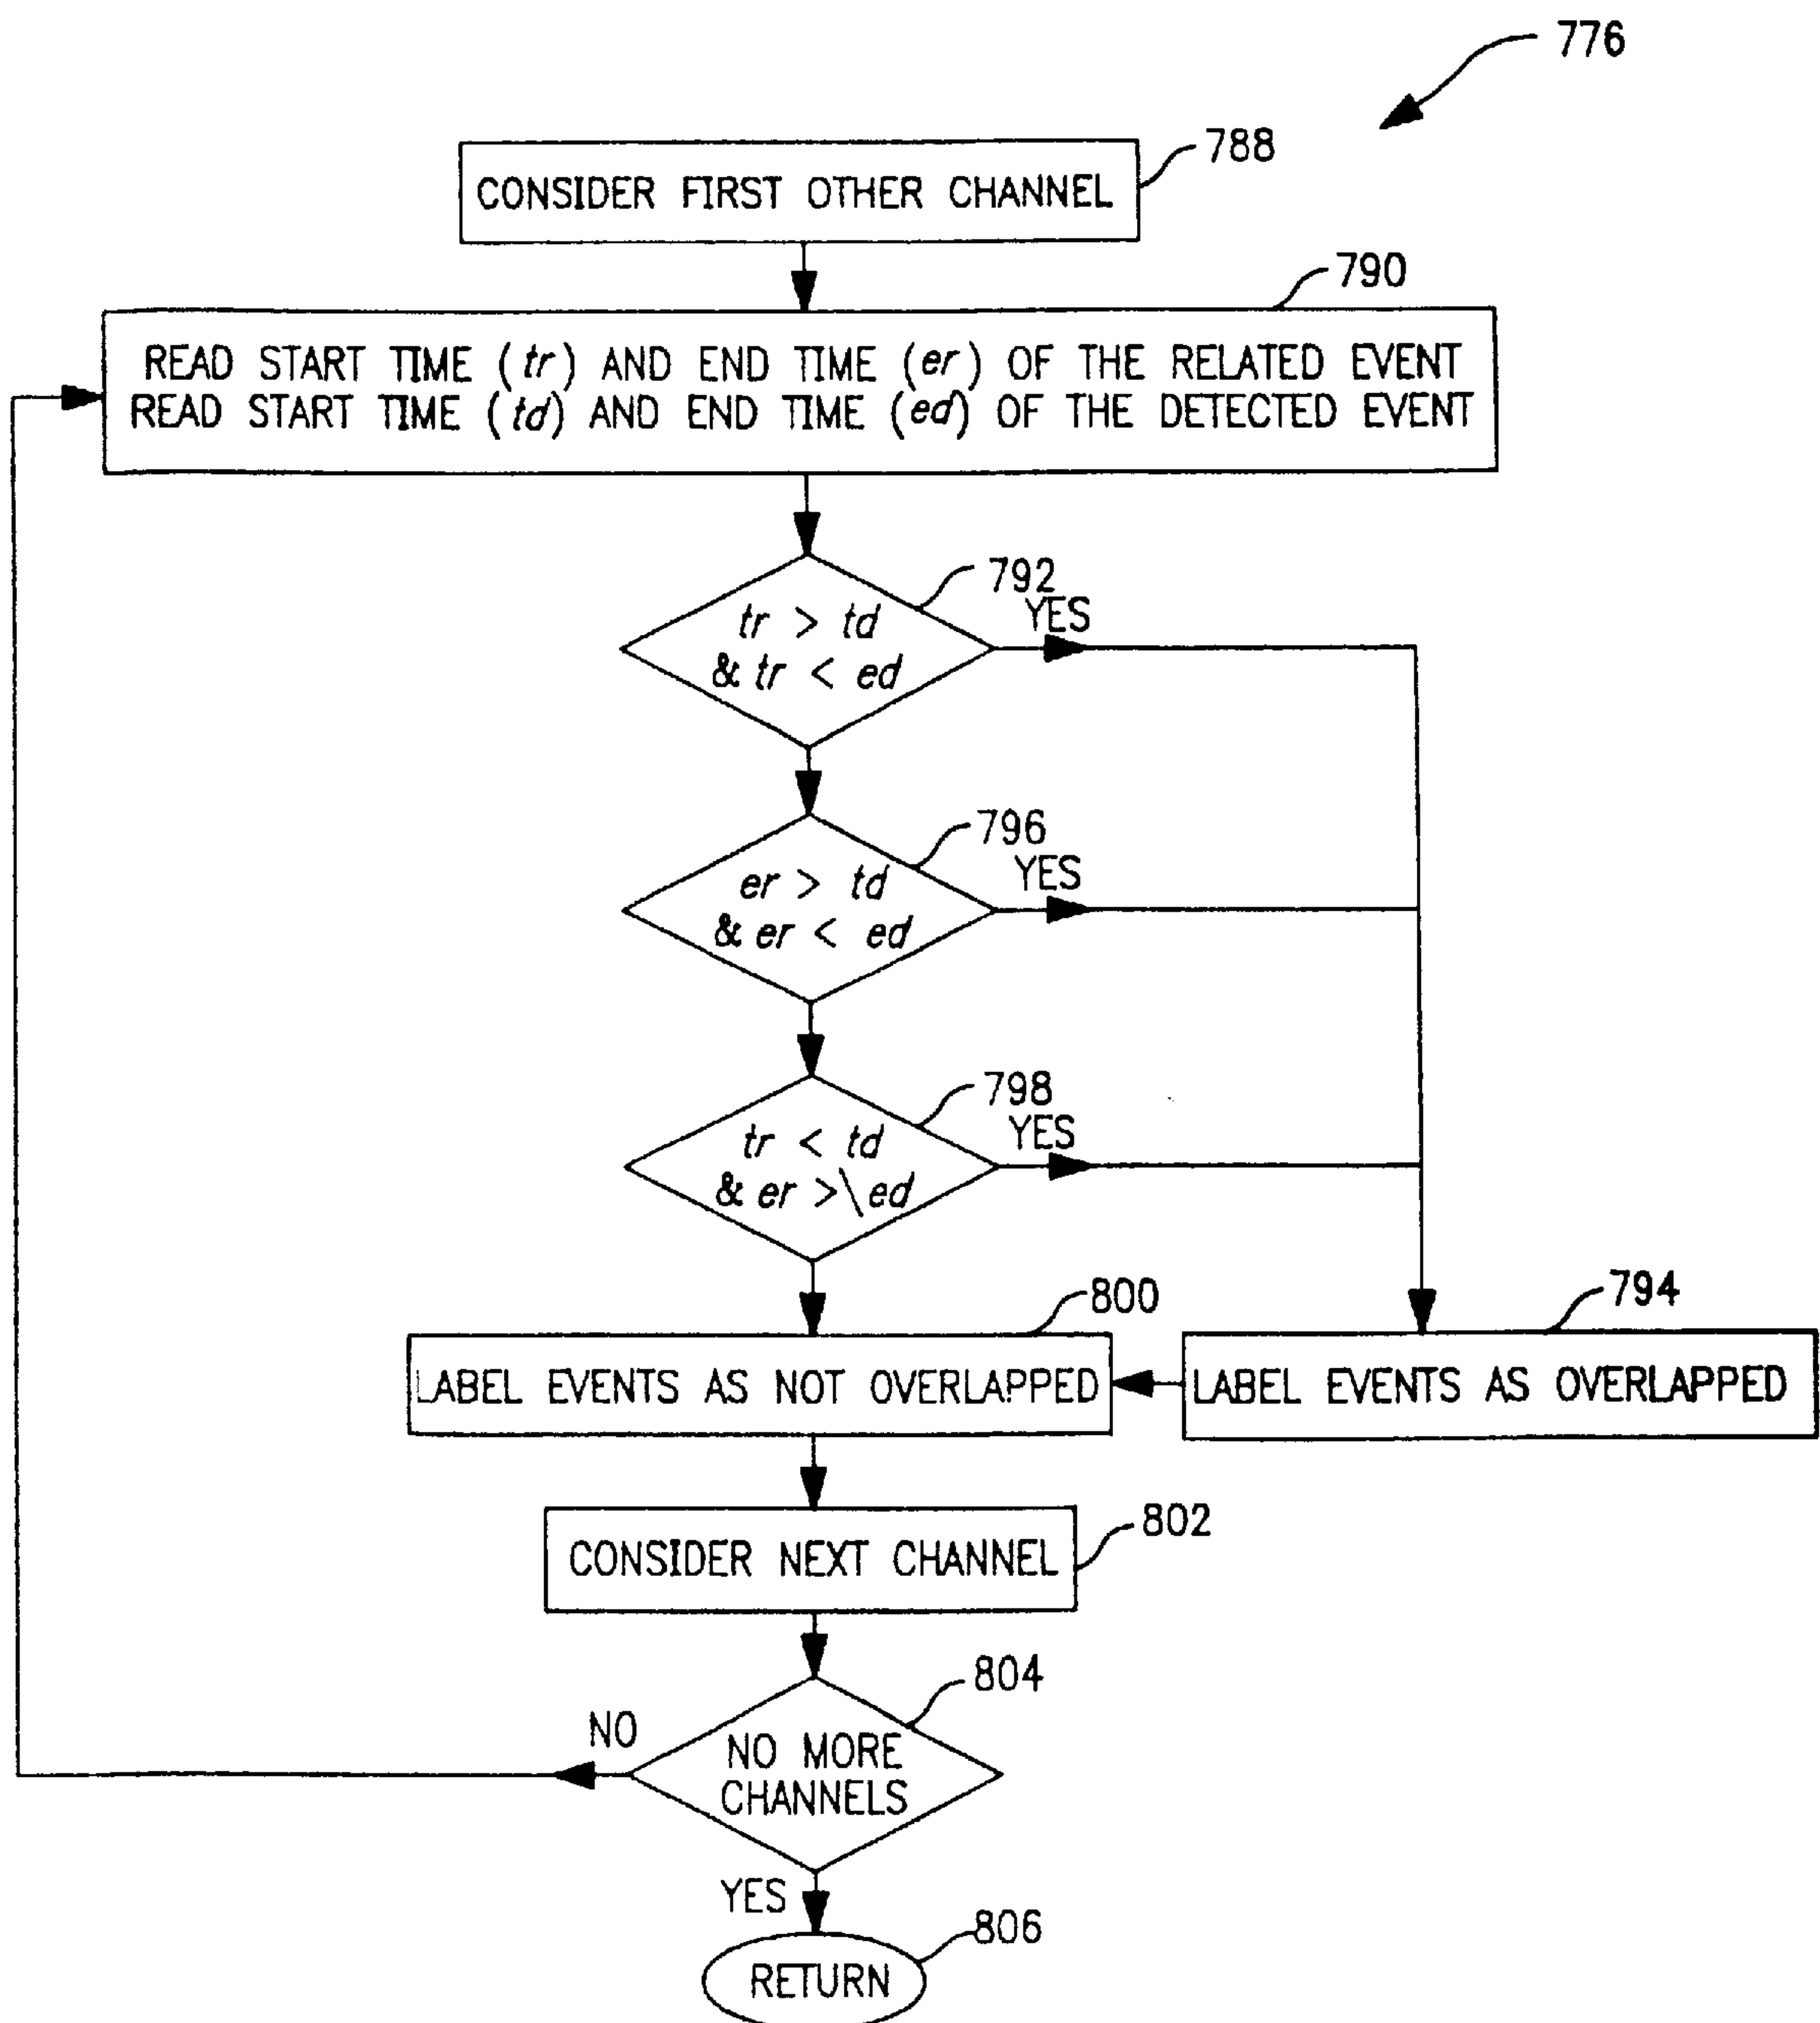 776
788
CONSIDER FIRST OTHER CHANNEL
790
READ START TIME (tr) AND END TIME (er) OF THE RELATED EVENT
READ START TIME (td) AND END TIME (ed) OF THE DETECTED EVENT
792
YES
tr > td
& tr < ed
796
YES
er > td
& er < ed
798
YES
tr < td
& er >\ed
800
LABEL EVENTS AS NOT OVERLAPPED
794
LABEL EVENTS AS OVERLAPPED
802
CONSIDER NEXT CHANNEL
804
NO
NO MORE
CHANNELS
YES
806
RETURN